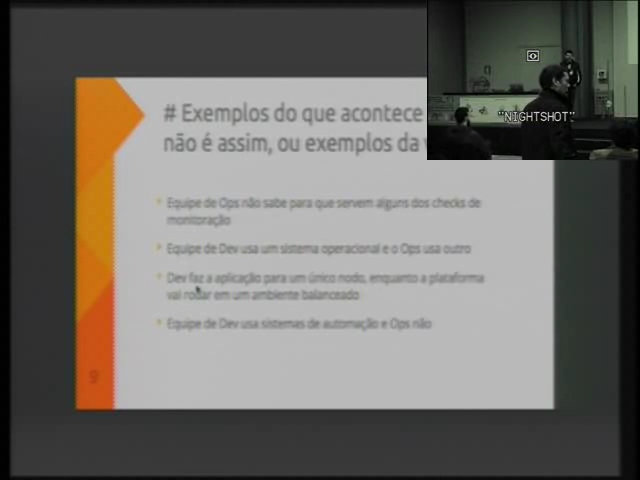 # Exemplos do que acontece
não é assim, ou exemplos da
Equipe de Ops não sabe para que servem alguns dos checks de
monitoração
Equipe de Dev usa um sistema operacional e o Ops usa outro
Dev faz a aplicação para um único nodo, enquanto a plataforma
vai rodar em um ambiente balanceado
Equipe de Dev usa sistemas de automação e Ops não
9
"NIGHTSHOT"